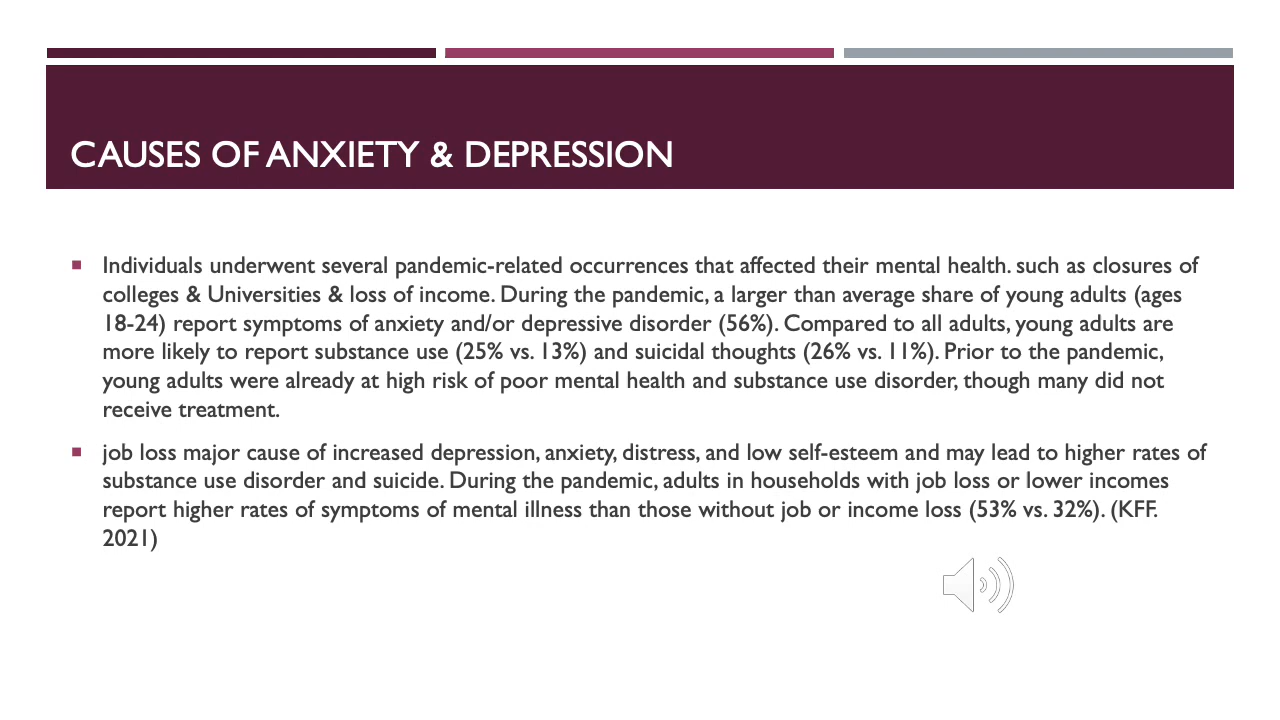 CAUSES OF ANXIETY & DEPRESSION
Individuals underwent several pandemic-related occurrences that affected their mental health. such as closures of
colleges & Universities & loss of income. During the pandemic, a larger than average share of young adults (ages
18-24) report symptoms of anxiety and/or depressive disorder (56%). Compared to all adults, young adults are
more likely to report substance use (25% vs. 13%) and suicidal thoughts (26% vs. 11%). Prior to the pandemic,
young adults were already at high risk of poor mental health and substance use disorder, though many did not
receive treatment.
job loss major cause of increased depression, anxiety, distress, and low self-esteem and may lead to higher rates of
substance use disorder and suicide. During the pandemic, adults in households with job loss or lower incomes
report higher rates of symptoms of mental illness than those without job or income loss (53% vs. 32%). (KFF.
2021)